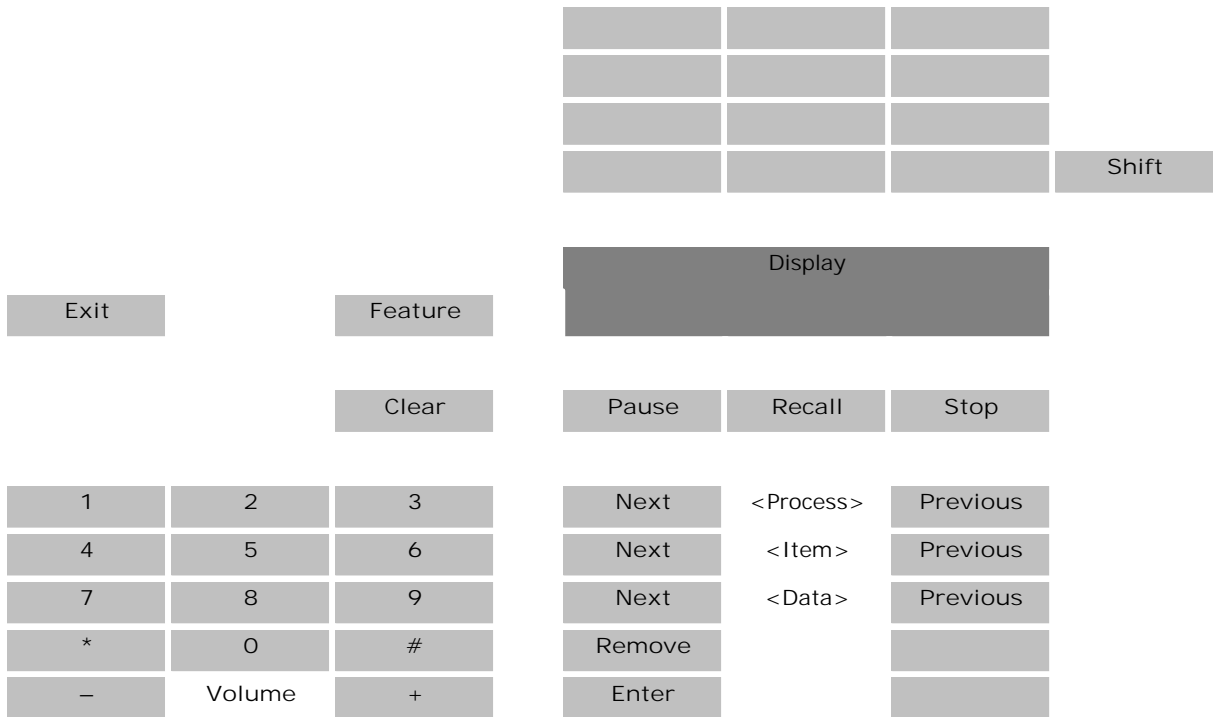 Shift
Display
Exit Feature
Clear Pause Recall Stop
1 2 3 Next <Process> Previous
4 5 6 Next <Item> Previous
7 8 9 Next <Data> Previous
* 0 # Remove
– Volume + Enter